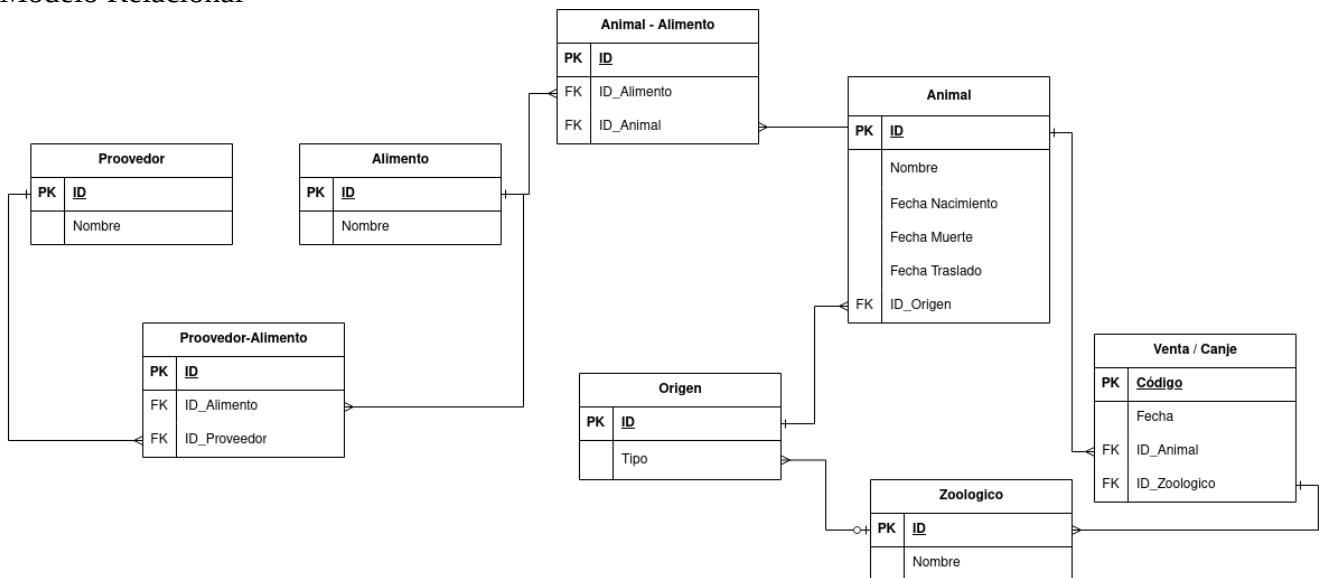 Modelo Relacional
Animal - Alimento
PK ID
FK ID_Alimento
FK ID_Animal
Animal
PK ID
Nombre
Fecha Nacimiento
Fecha Muerte
Fecha Traslado
FK ID_Origen
Proovedor
PK ID
Nombre
Alimento
PK ID
Nombre
Proovedor-Alimento
PK ID
FK ID_Alimento
FK ID_Proveedor
Origen
PK ID
Tipo
Venta / Canje
PK Código
Fecha
FK ID_Animal
FK ID_Zoologico
Zoologico
PK ID
Nombre